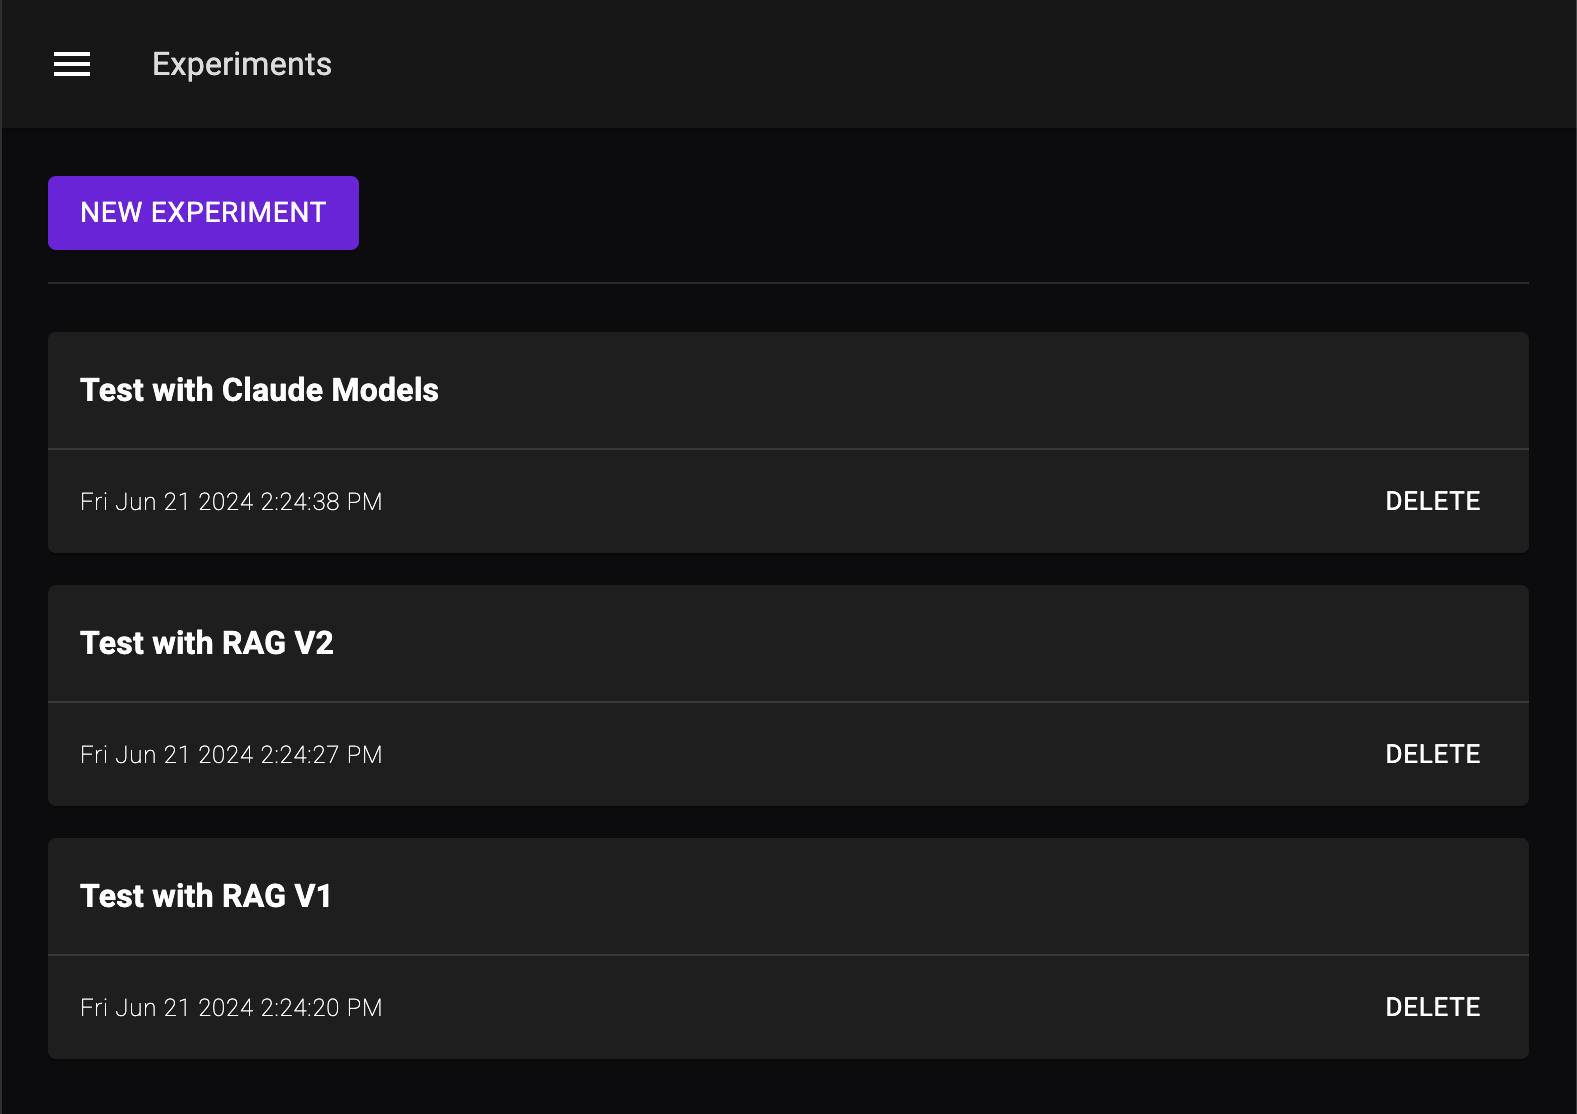 Experiments
NEW EXPERIMENT
Test with Claude Models
Fri Jun 21 2024 2:24:38 PM DELETE
Test with RAG V2
Fri Jun 21 2024 2:24:27 PM DELETE
Test with RAG V1
Fri Jun 21 2024 2:24:20 PM DELETE